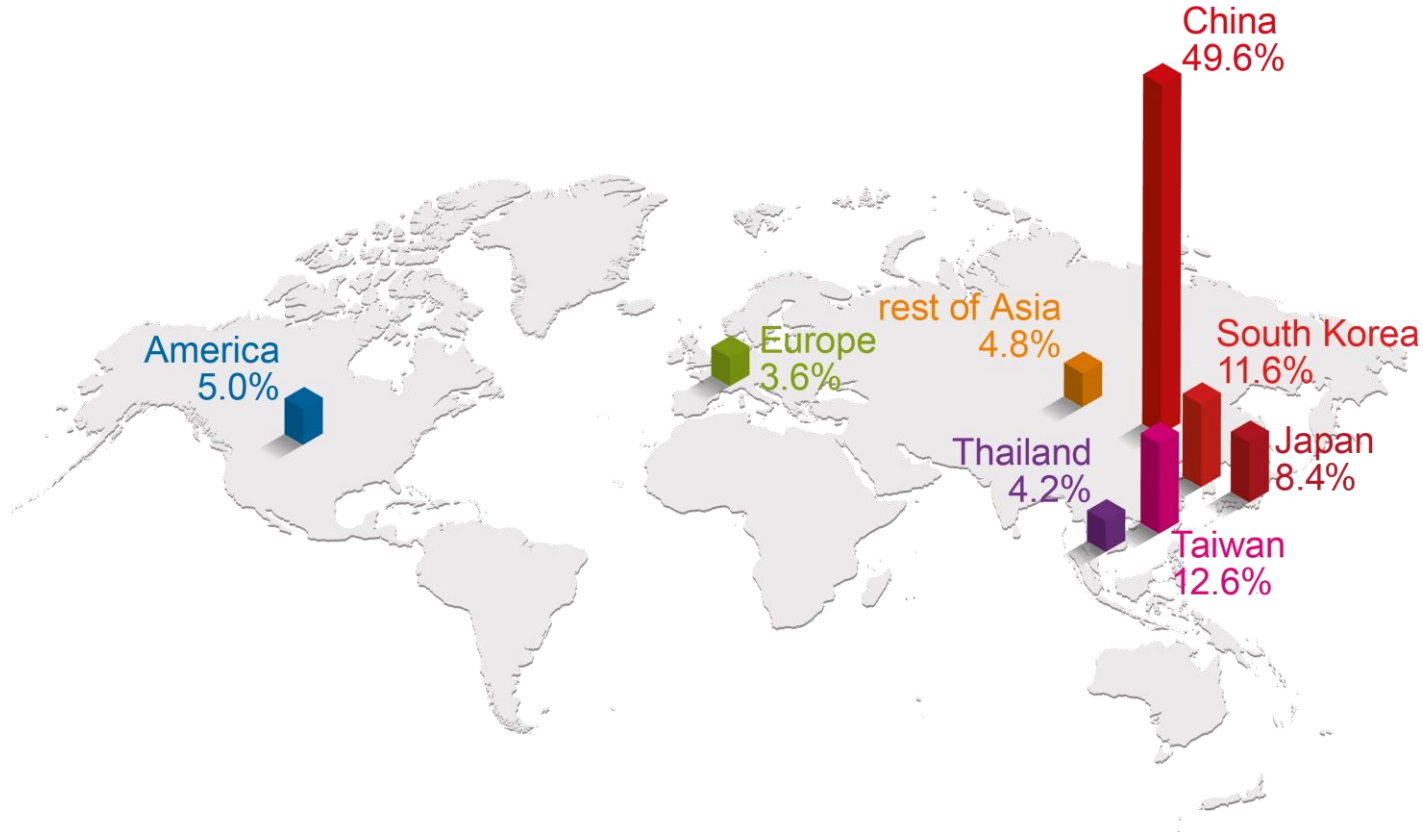 China
49.6%
rest of Asia
4.8%
South Korea
11.6%
America
5.0%
Europe
3.6%
Thailand
4.2%
Japan
8.4%
Taiwan
12.6%